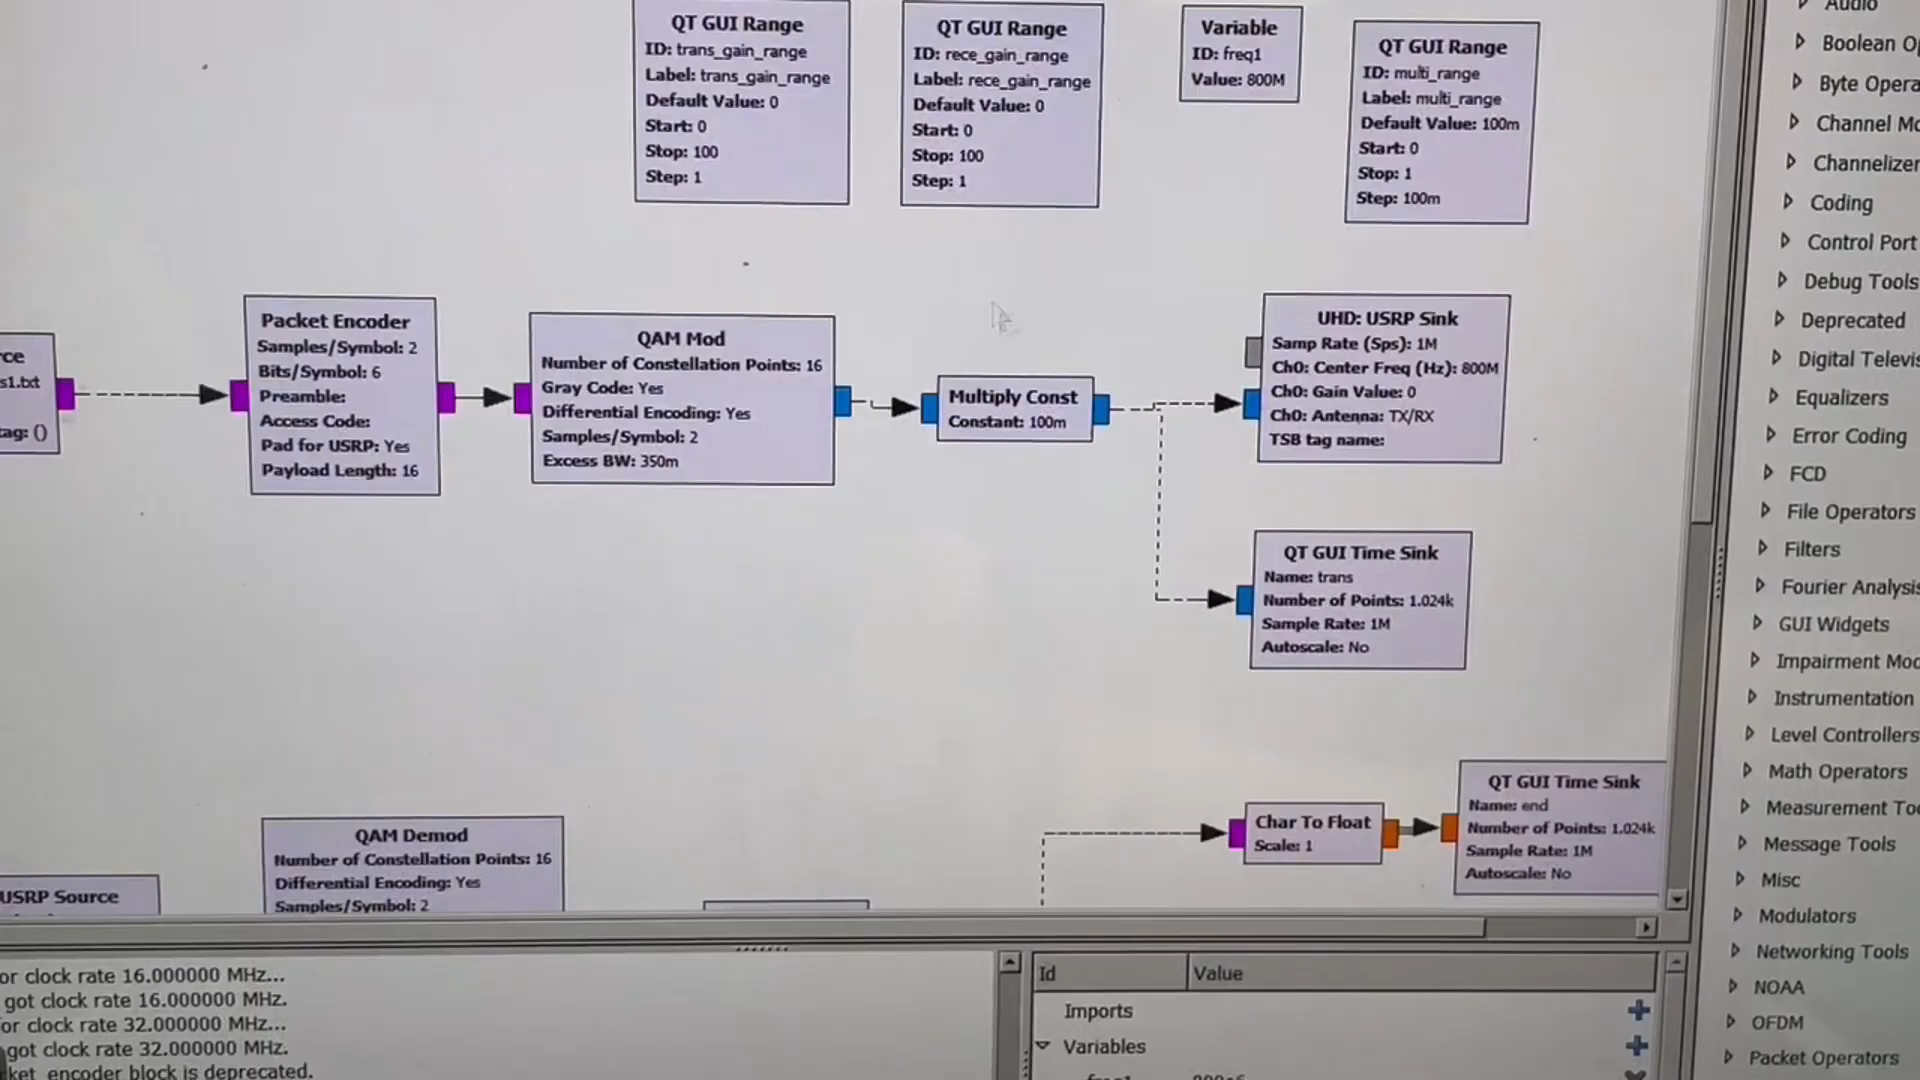 QT GUI Range
ID: trans_gain_range
Label: trans_gain_range
Default Value: 0
Start: 0
Stop: 100
Step: 1
QT GUI Range
ID: rece_gain_range
Label: rece_gain_range
Default Value: 0
Start: 0
Stop: 100
Step: 1
Variable
ID: freq1
Value: 800M
QT GUI Range
ID: multi_range
Label: multi_range
Default Value: 100m
Start: 0
Stop: 1
Step: 100m
rce
s1.txt
tag: ()
Packet Encoder
Samples/Symbol: 2
Bits/Symbol: 6
Preamble:
Access Code:
Pad for USRP: Yes
Payload Length: 16
QAM Mod
Number of Constellation Points: 16
Gray Code: Yes
Differential Encoding: Yes
Samples/Symbol: 2
Excess BW: 350m
Multiply Const
Constant: 100m
UHD: USRP Sink
Samp Rate (Sps): 1M
Ch0: Center Freq (Hz): 800M
Ch0: Gain Value: 0
Ch0: Antenna: TX/RX
TSB tag name:
QT GUI Time Sink
Name: trans
Number of Points: 1.024k
Sample Rate: 1M
Autoscale: No
USRP Source
QAM Demod
Number of Constellation Points: 16
Differential Encoding: Yes
Samples/Symbol: 2
Char To Float
Scale: 1
QT GUI Time Sink
Name: end
Number of Points: 1.024k
Sample Rate: 1M
Autoscale: No
or clock rate 16.000000 MHz...
got clock rate 16.000000 MHz.
or clock rate 32.000000 MHz...
got clock rate 32.000000 MHz.
ket_encoder block is deprecated.
Id
Value
Imports
Variables
Audio
Boolean Op
Byte Opera
Channel Mo
Channelizer
Coding
Control Port
Debug Tools
Deprecated
Digital Televis
Equalizers
Error Coding
FCD
File Operators
Filters
Fourier Analysis
GUI Widgets
Impairment Mod
Instrumentation
Level Controllers
Math Operators
Measurement Too
Message Tools
Misc
Modulators
Networking Tools
NOAA
OFDM
Packet Operators